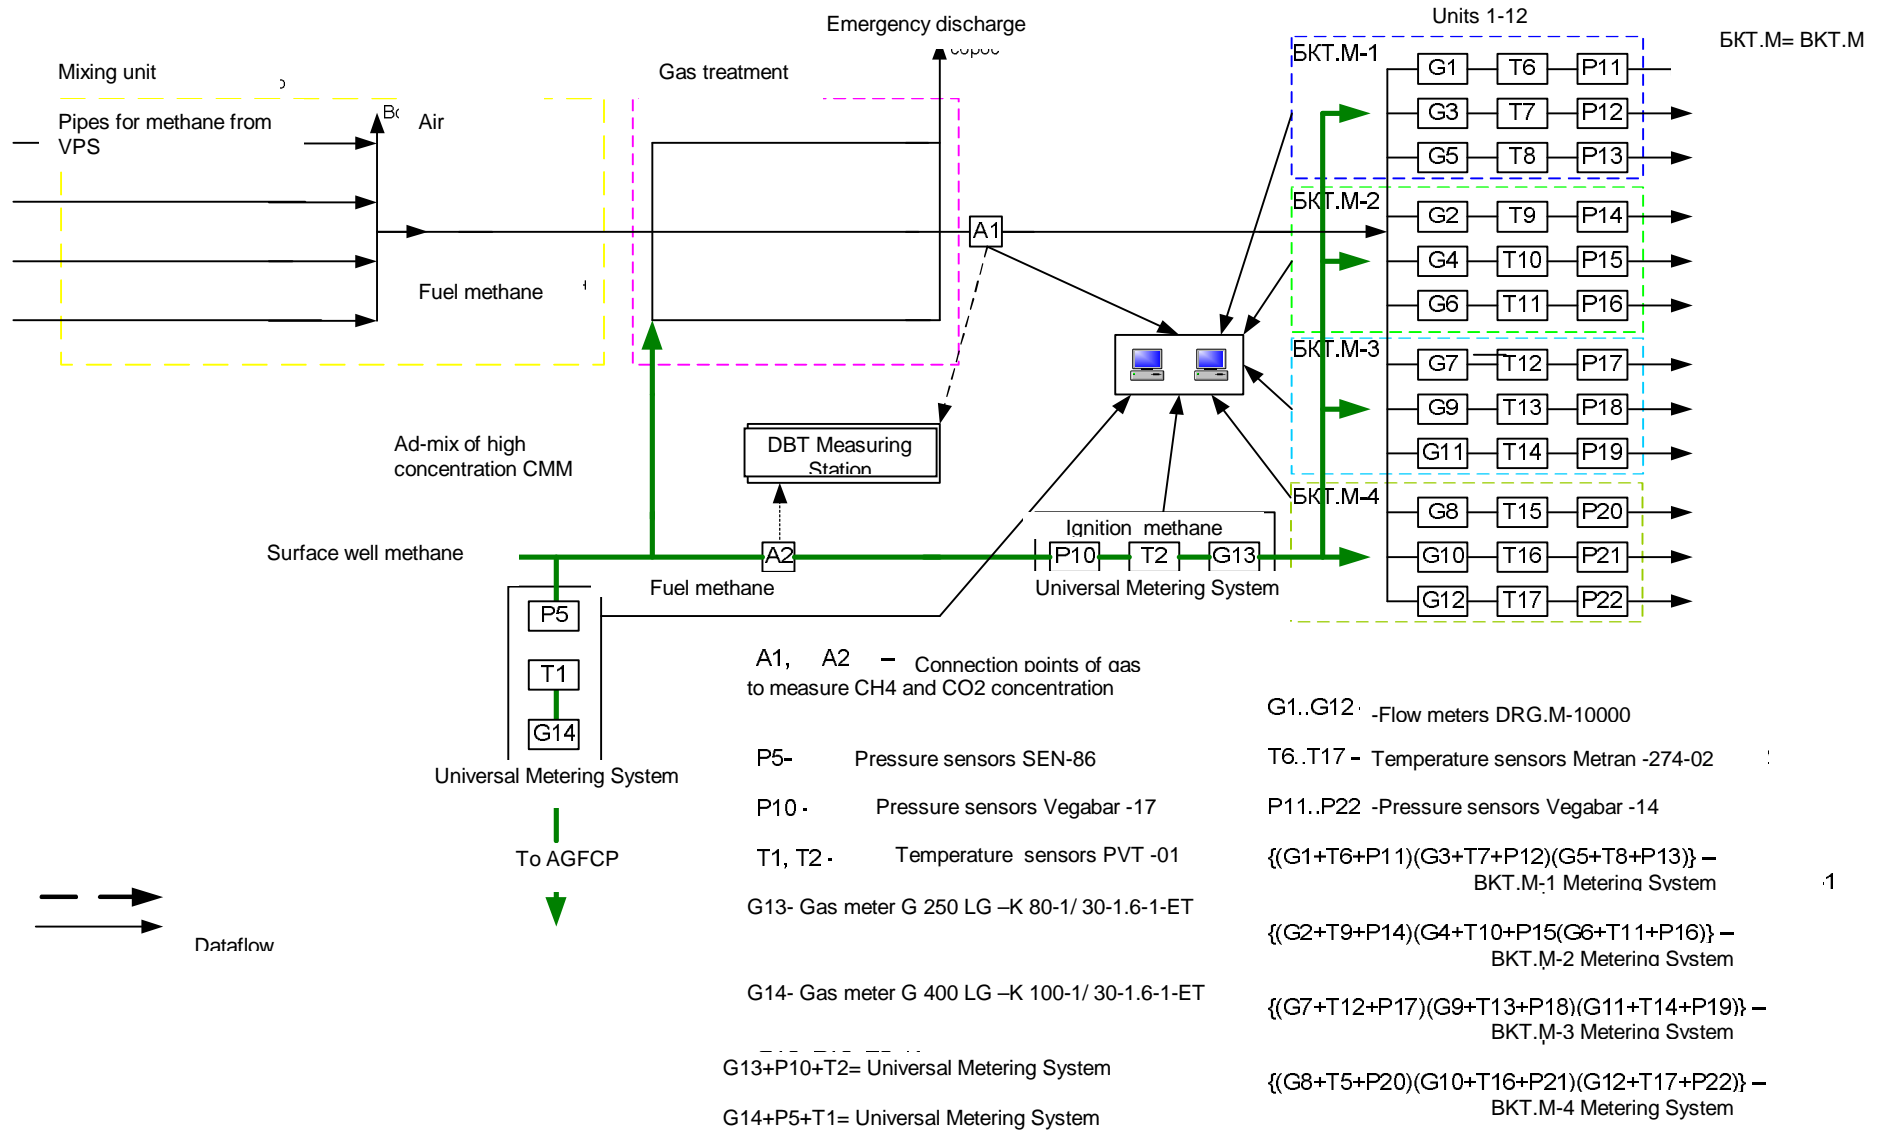 Emergency discharge
Units 1-12
БКТ.М= BKT.M
Mixing unit
Gas treatment
Pipes for methane from
VPS
Air
Fuel methane
A1
БКТ.М-1
G1 T6 P11
G3 T7 P12
G5 T8 P13
БКТ.М-2
G2 T9 P14
G4 T10 P15
G6 T11 P16
БКТ.М-3
G7 T12 P17
G9 T13 P18
G11 T14 P19
БКТ.М-4
G8 T15 P20
G10 T16 P21
G12 T17 P22
Ad-mix of high
concentration CMM
DBT Measuring
Station
Surface well methane
A2
Fuel methane
Ignition methane
P10 T2 G13
Universal Metering System
P5
T1
G14
Universal Metering System
To AGFCP
Dataflow
A1, A2 – Connection points of gas
to measure CH4 and CO2 concentration
P5- Pressure sensors SEN-86
P10 - Pressure sensors Vegabar -17
T1, T2 - Temperature sensors PVT -01
G13- Gas meter G 250 LG –K 80-1/ 30-1.6-1-ET
G14- Gas meter G 400 LG –K 100-1/ 30-1.6-1-ET
G13+P10+T2= Universal Metering System
G14+P5+T1= Universal Metering System
G1..G12 -Flow meters DRG.M-10000
T6..T17 – Temperature sensors Metran -274-02
P11..P22 -Pressure sensors Vegabar -14
{(G1+T6+P11)(G3+T7+P12)(G5+T8+P13)} –
BKT.M-1 Metering System
-1
{(G2+T9+P14)(G4+T10+P15(G6+T11+P16)} –
BKT.M-2 Metering System
{(G7+T12+P17)(G9+T13+P18)(G11+T14+P19)} –
BKT.M-3 Metering System
{(G8+T5+P20)(G10+T16+P21)(G12+T17+P22)} –
BKT.M-4 Metering System